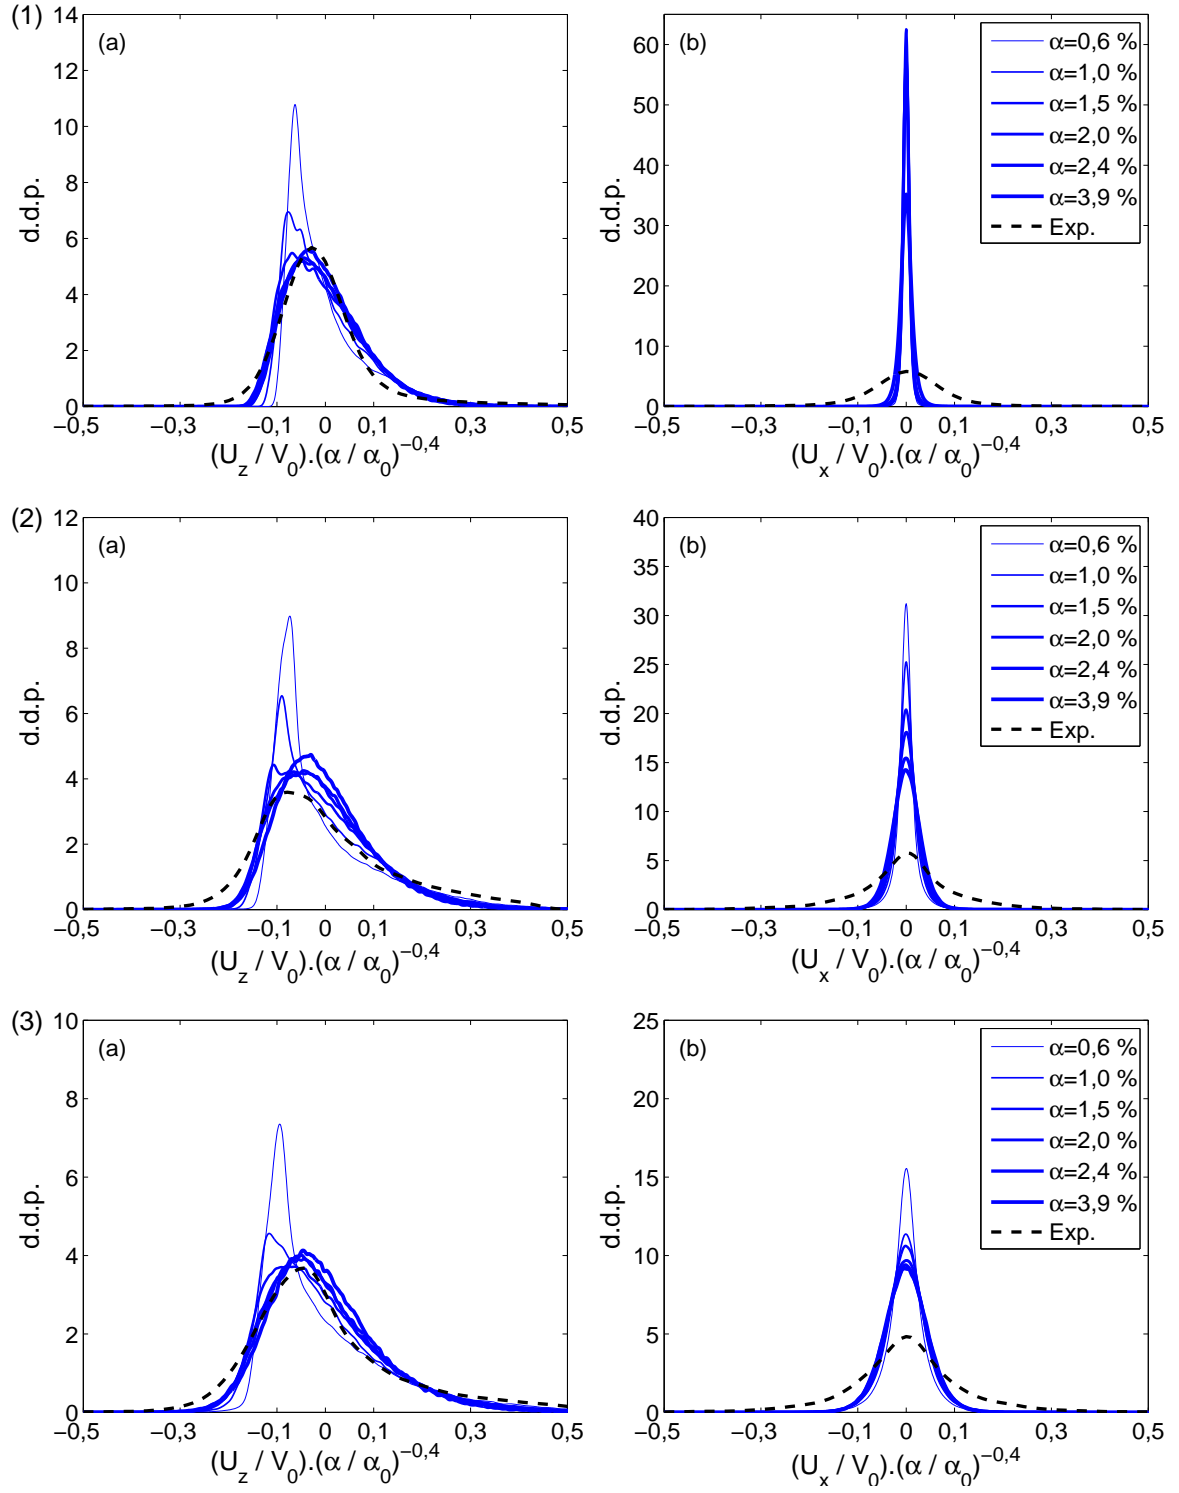 (1)
(a)
14
12
10
8
6
4
2
0
d.d.p.
−0,5 −0,3 −0,1 0 0,1 0,3 0,5
(U_z / V_0).(α / α_0)^−0,4
(b)
60
50
40
30
20
10
0
d.d.p.
α=0,6 %
α=1,0 %
α=1,5 %
α=2,0 %
α=2,4 %
α=3,9 %
Exp.
−0,5 −0,3 −0,1 0 0,1 0,3 0,5
(U_x / V_0).(α / α_0)^−0,4
(2)
(a)
12
10
8
6
4
2
0
d.d.p.
−0,5 −0,3 −0,1 0 0,1 0,3 0,5
(U_z / V_0).(α / α_0)^−0,4
(b)
40
35
30
25
20
15
10
5
0
d.d.p.
α=0,6 %
α=1,0 %
α=1,5 %
α=2,0 %
α=2,4 %
α=3,9 %
Exp.
−0,5 −0,3 −0,1 0 0,1 0,3 0,5
(U_x / V_0).(α / α_0)^−0,4
(3)
(a)
10
8
6
4
2
0
d.d.p.
−0,5 −0,3 −0,1 0 0,1 0,3 0,5
(U_z / V_0).(α / α_0)^−0,4
(b)
25
20
15
10
5
0
d.d.p.
α=0,6 %
α=1,0 %
α=1,5 %
α=2,0 %
α=2,4 %
α=3,9 %
Exp.
−0,5 −0,3 −0,1 0 0,1 0,3 0,5
(U_x / V_0).(α / α_0)^−0,4